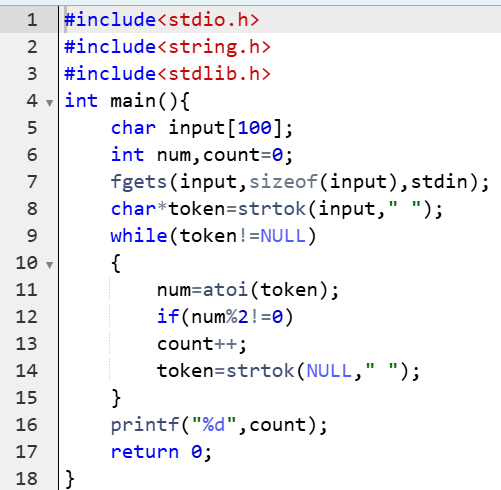 1 #include<stdio.h>
2 #include<string.h>
3 #include<stdlib.h>
4 int main(){
5     char input[100];
6     int num,count=0;
7     fgets(input,sizeof(input),stdin);
8     char*token=strtok(input," ");
9     while(token!=NULL)
10     {
11         num=atoi(token);
12         if(num%2!=0)
13         count++;
14         token=strtok(NULL," ");
15     }
16     printf("%d",count);
17     return 0;
18 }